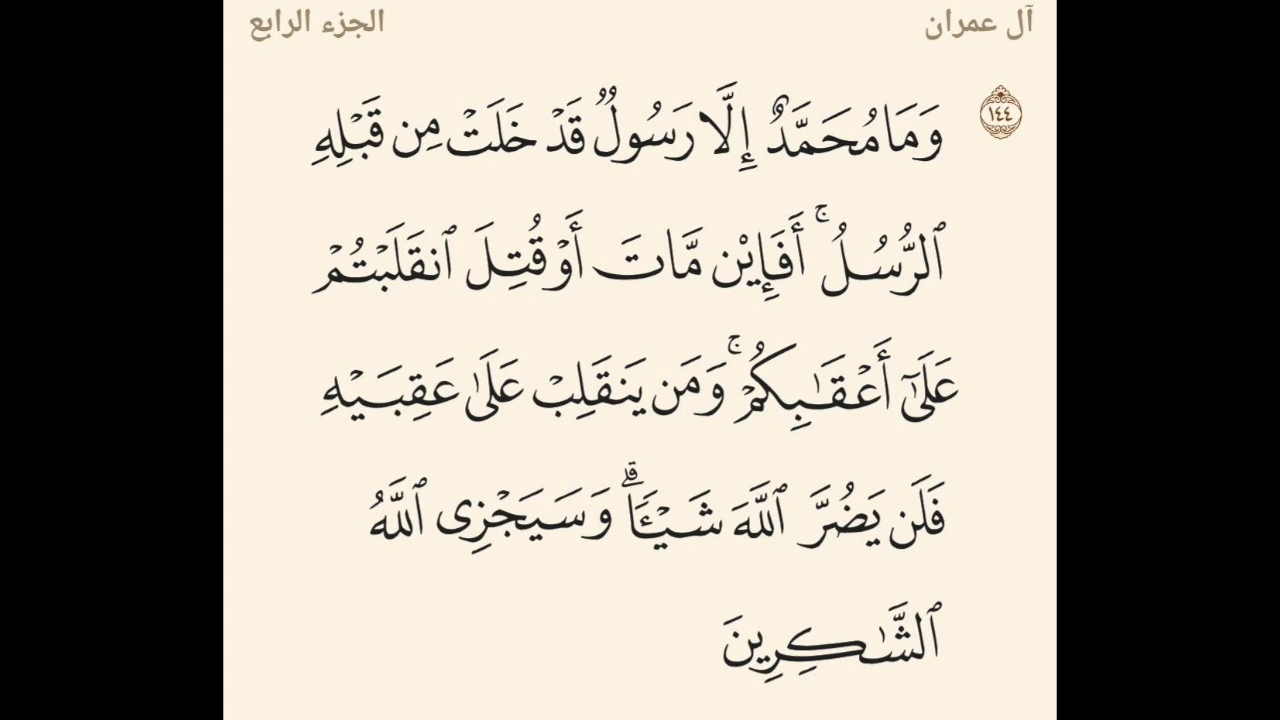 آل عمران الجزء الرابع
١٤٤ وَمَا مُحَمَّدٌ إِلَّا رَسُولٌ قَدْ خَلَتْ مِن قَبْلِهِ
ٱلرُّسُلُ ۚ أَفَإِيْن مَّاتَ أَوْ قُتِلَ ٱنقَلَبْتُمْ
عَلَىٰٓ أَعْقَـٰبِكُمْ ۚ وَمَن يَنقَلِبْ عَلَىٰ عَقِبَيْهِ
فَلَن يَضُرَّ ٱللَّهَ شَيْـًٔا ۗ وَسَيَجْزِى ٱللَّهُ
ٱلشَّـٰكِرِينَ